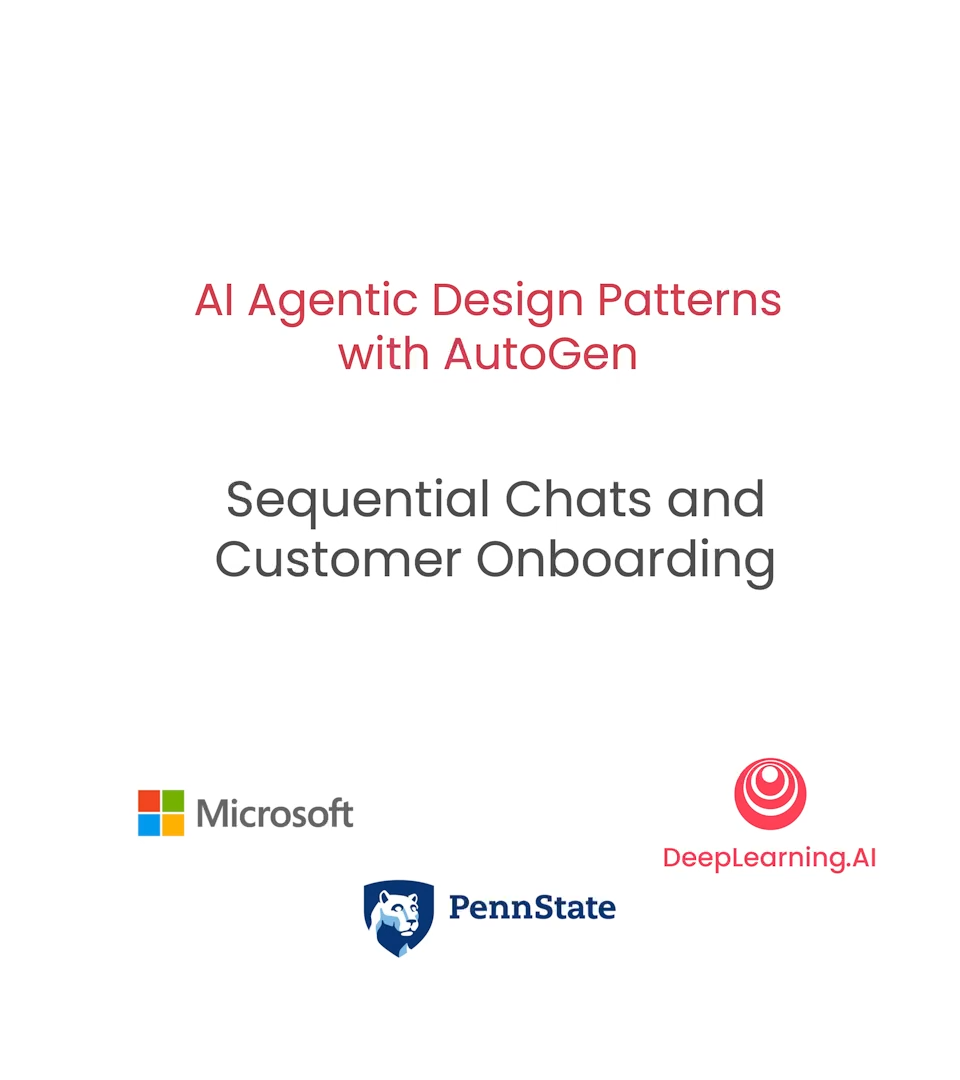 AI Agentic Design Patterns
with AutoGen
Sequential Chats and
Customer Onboarding
Microsoft
DeepLearning.AI
PennState